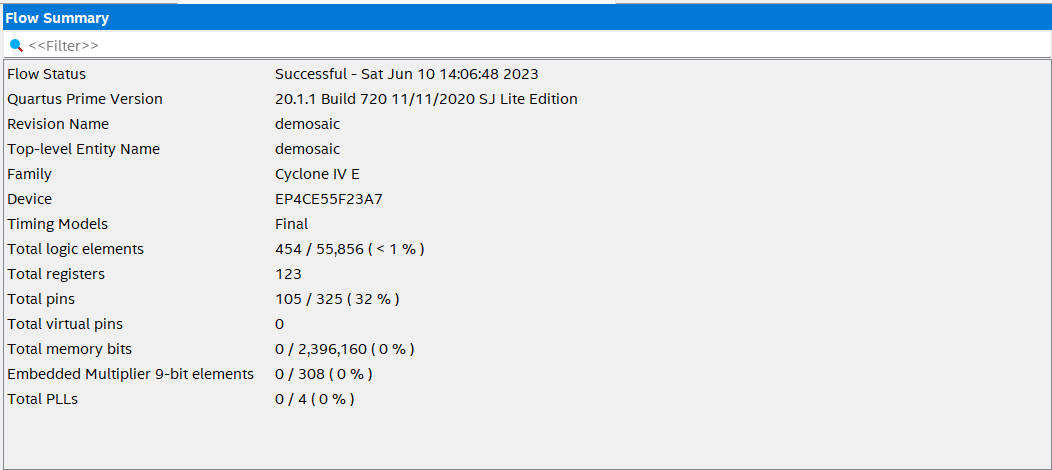 Flow Summary
<<Filter>>
Flow Status Successful - Sat Jun 10 14:06:48 2023
Quartus Prime Version 20.1.1 Build 720 11/11/2020 SJ Lite Edition
Revision Name demosaic
Top-level Entity Name demosaic
Family Cyclone IV E
Device EP4CE55F23A7
Timing Models Final
Total logic elements 454 / 55,856 ( < 1 % )
Total registers 123
Total pins 105 / 325 ( 32 % )
Total virtual pins 0
Total memory bits 0 / 2,396,160 ( 0 % )
Embedded Multiplier 9-bit elements 0 / 308 ( 0 % )
Total PLLs 0 / 4 ( 0 % )